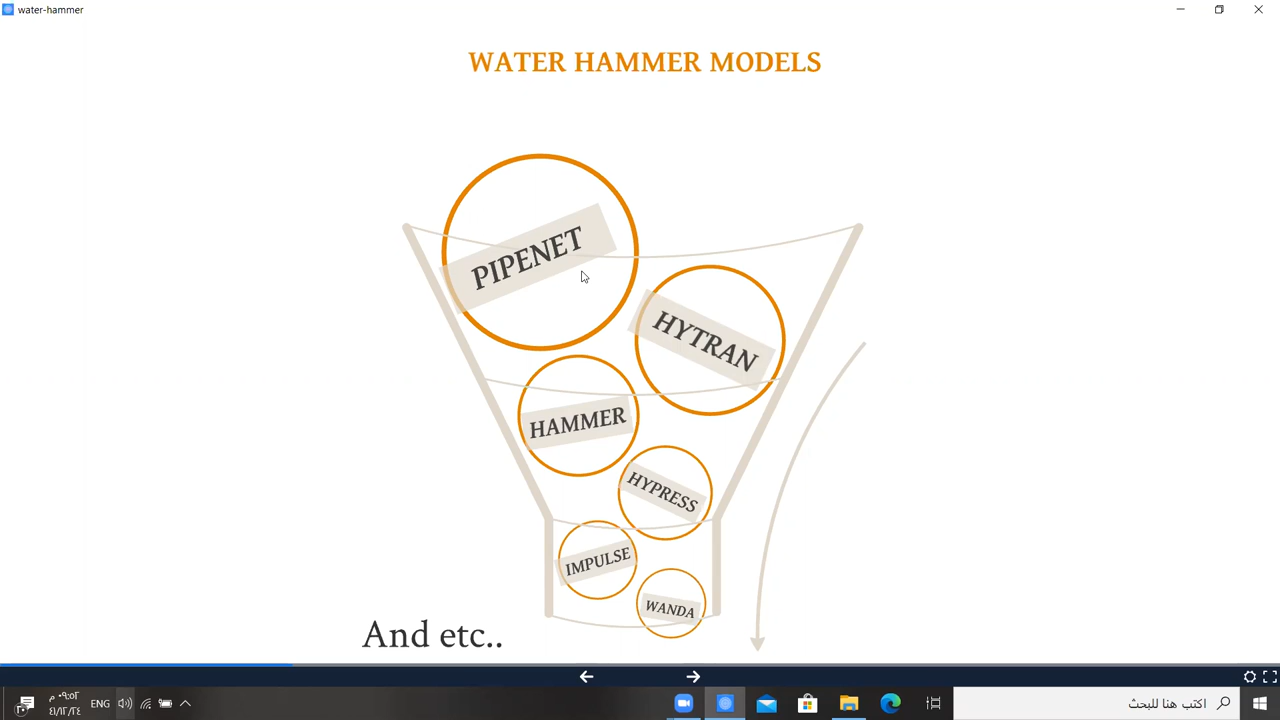 water-hammer
WATER HAMMER MODELS
PIPENET
HYTRAN
HAMMER
HYPRESS
IMPULSE
WANDA
And etc..
ENG
اكتب هنا للبحث